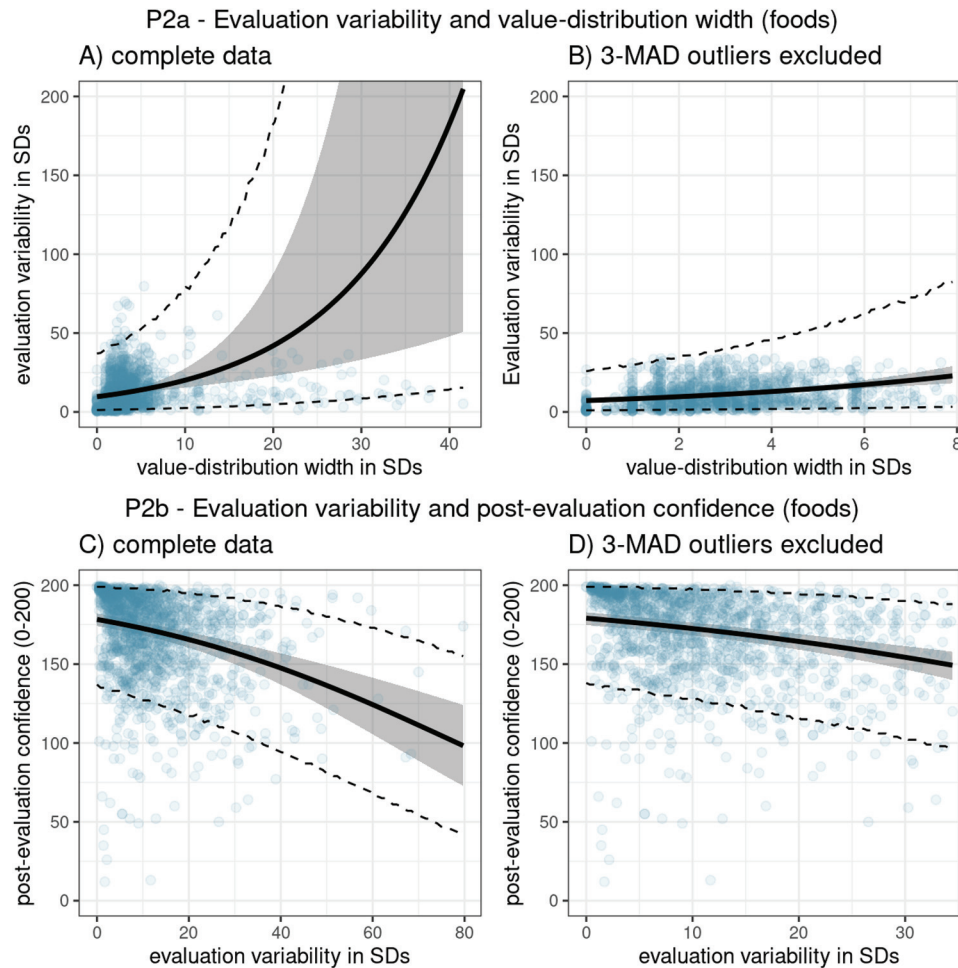 P2a - Evaluation variability and value-distribution width (foods)
A) complete data
B) 3-MAD outliers excluded
evaluation variability in SDs
200
150
100
50
0
0 10 20 30 40
value-distribution width in SDs
Evaluation variability in SDs
200
150
100
50
0
0 2 4 6 8
value-distribution width in SDs
P2b - Evaluation variability and post-evaluation confidence (foods)
C) complete data
D) 3-MAD outliers excluded
post-evaluation confidence (0-200)
200
150
100
50
0
0 20 40 60 80
evaluation variability in SDs
post-evaluation confidence (0-200)
200
150
100
50
0
0 10 20 30
evaluation variability in SDs